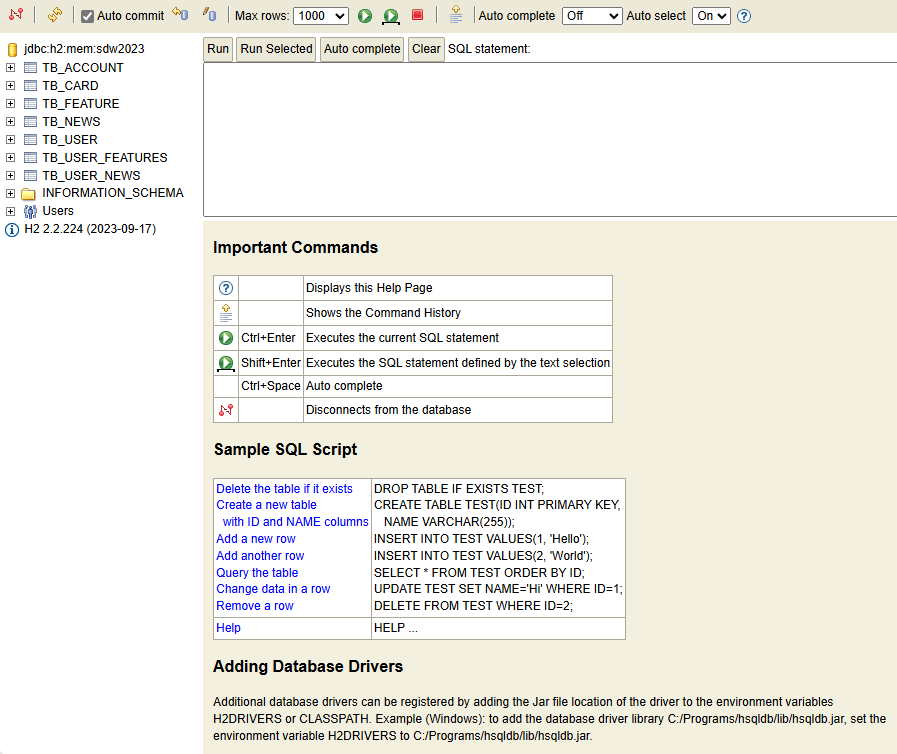 Auto commit Max rows: 1000 Auto complete Off Auto select On
jdbc:h2:mem:sdw2023
TB_ACCOUNT
TB_CARD
TB_FEATURE
TB_NEWS
TB_USER
TB_USER_FEATURES
TB_USER_NEWS
INFORMATION_SCHEMA
Users
H2 2.2.224 (2023-09-17)
Run Run Selected Auto complete Clear SQL statement:
Important Commands
Displays this Help Page
Shows the Command History
Ctrl+Enter Executes the current SQL statement
Shift+Enter Executes the SQL statement defined by the text selection
Ctrl+Space Auto complete
Disconnects from the database
Sample SQL Script
Delete the table if it exists DROP TABLE IF EXISTS TEST;
Create a new table CREATE TABLE TEST(ID INT PRIMARY KEY,
with ID and NAME columns NAME VARCHAR(255));
Add a new row INSERT INTO TEST VALUES(1, 'Hello');
Add another row INSERT INTO TEST VALUES(2, 'World');
Query the table SELECT * FROM TEST ORDER BY ID;
Change data in a row UPDATE TEST SET NAME='Hi' WHERE ID=1;
Remove a row DELETE FROM TEST WHERE ID=2;
Help HELP ...
Adding Database Drivers
Additional database drivers can be registered by adding the Jar file location of the driver to the environment variables
H2DRIVERS or CLASSPATH. Example (Windows): to add the database driver library C:/Programs/hsqldb/lib/hsqldb.jar, set the
environment variable H2DRIVERS to C:/Programs/hsqldb/lib/hsqldb.jar.